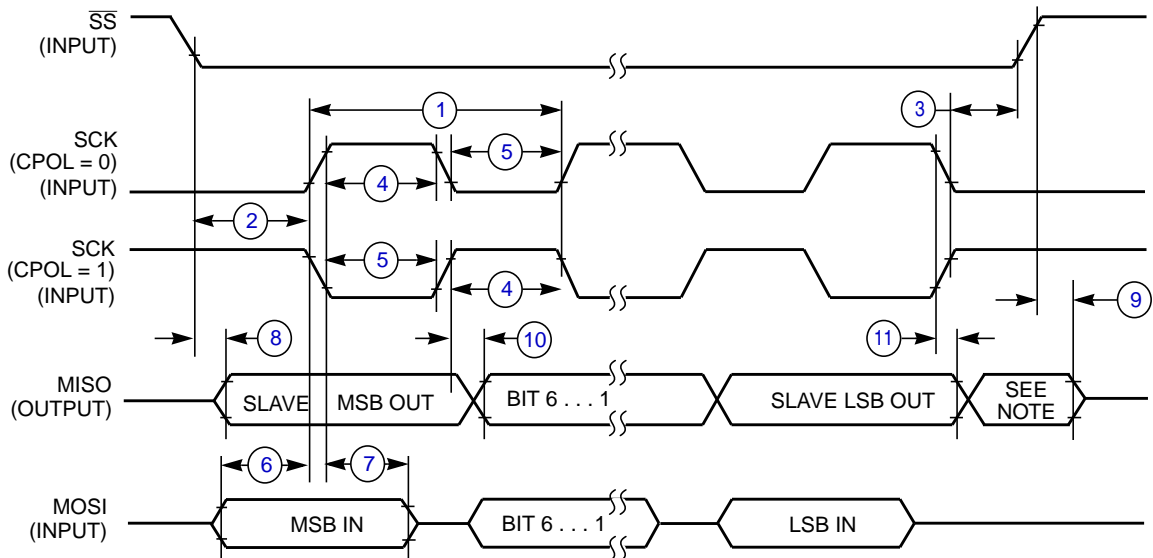 S̅S̅
(INPUT)
1
3
SCK
(CPOL = 0)
(INPUT)
5
4
2
SCK
(CPOL = 1)
(INPUT)
5
4
9
8
10
11
MISO
(OUTPUT)
SLAVE MSB OUT
BIT 6 . . . 1
SLAVE LSB OUT
SEE
NOTE
6
7
MOSI
(INPUT)
MSB IN
BIT 6 . . . 1
LSB IN